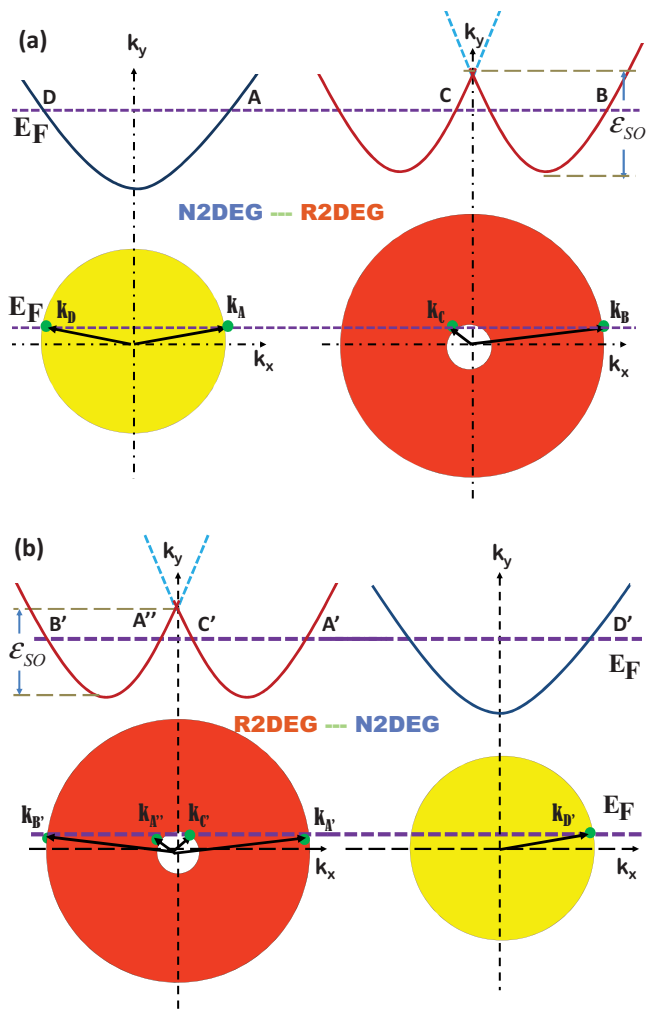 (a)
k_y
k_y
D
A
C
B
E_F
ε_SO
N2DEG --- R2DEG
E_F
k_D
k_A
k_C
k_B
k_x
k_x
(b)
k_y
k_y
B'
A''
C'
A'
D'
ε_SO
E_F
R2DEG --- N2DEG
k_B'
k_A''
k_C'
k_A'
k_D'
E_F
k_x
k_x